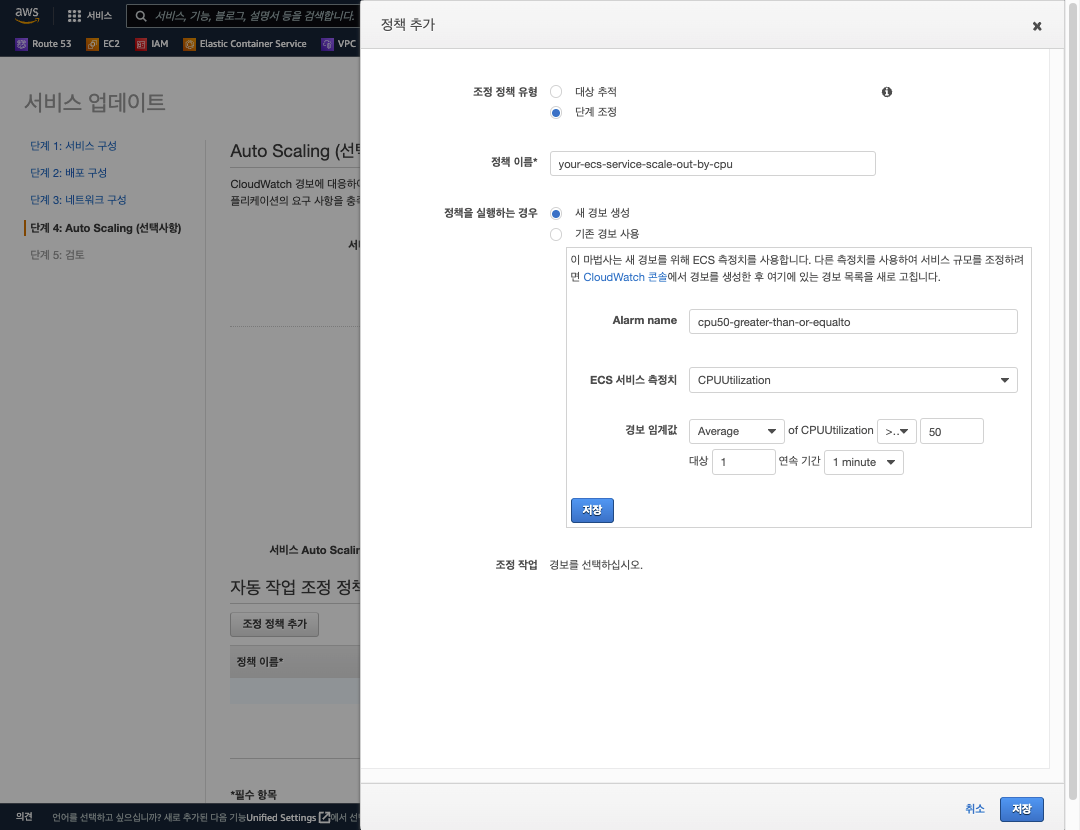 aws
서비스
서비스, 기능, 블로그, 설명서 등을 검색합니다.
Route 53
EC2
IAM
Elastic Container Service
VPC
서비스 업데이트
단계 1: 서비스 구성
단계 2: 배포 구성
단계 3: 네트워크 구성
단계 4: Auto Scaling (선택사항)
단계 5: 검토
Auto Scaling (선택
CloudWatch 경보에 대응하여
플리케이션의 요구 사항을 충족
서비
서비스 Auto Scalin
자동 작업 조정 정책
조정 정책 추가
정책 이름*
*필수 항목
의견
언어를 선택하고 싶으십니까? 새로 추가된 다음 기능Unified Settings에서 선택
정책 추가
조정 정책 유형
대상 추적
단계 조정
정책 이름*
your-ecs-service-scale-out-by-cpu
정책을 실행하는 경우
새 경보 생성
기존 경보 사용
이 마법사는 새 경보를 위해 ECS 측정치를 사용합니다. 다른 측정치를 사용하여 서비스 규모를 조정하려
면 CloudWatch 콘솔에서 경보를 생성한 후 여기에 있는 경보 목록을 새로 고칩니다.
Alarm name
cpu50-greater-than-or-equalto
ECS 서비스 측정치
CPUUtilization
경보 임계값
Average
of CPUUtilization
>..
50
대상
1
연속 기간
1 minute
저장
조정 작업
경보를 선택하십시오.
취소
저장